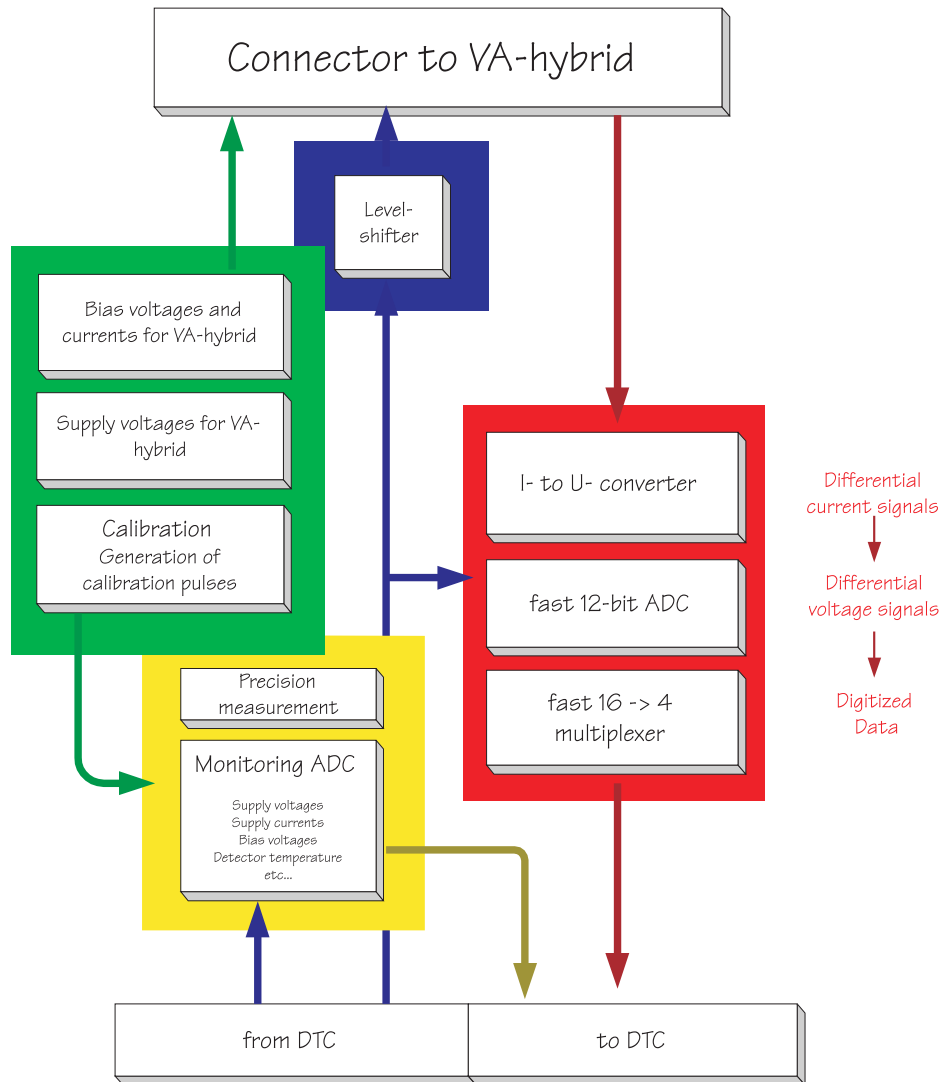 Connector to VA-hybrid
Level-
shifter
Bias voltages and
currents for VA-hybrid
Supply voltages for VA-
hybrid
Calibration
Generation of
calibration pulses
I- to U- converter
fast 12-bit ADC
fast 16 -> 4
multiplexer
Differential
current signals
Differential
voltage signals
Digitized
Data
Precision
measurement
Monitoring ADC
Supply voltages
Supply currents
Bias voltages
Detector temperature
etc...
from DTC
to DTC